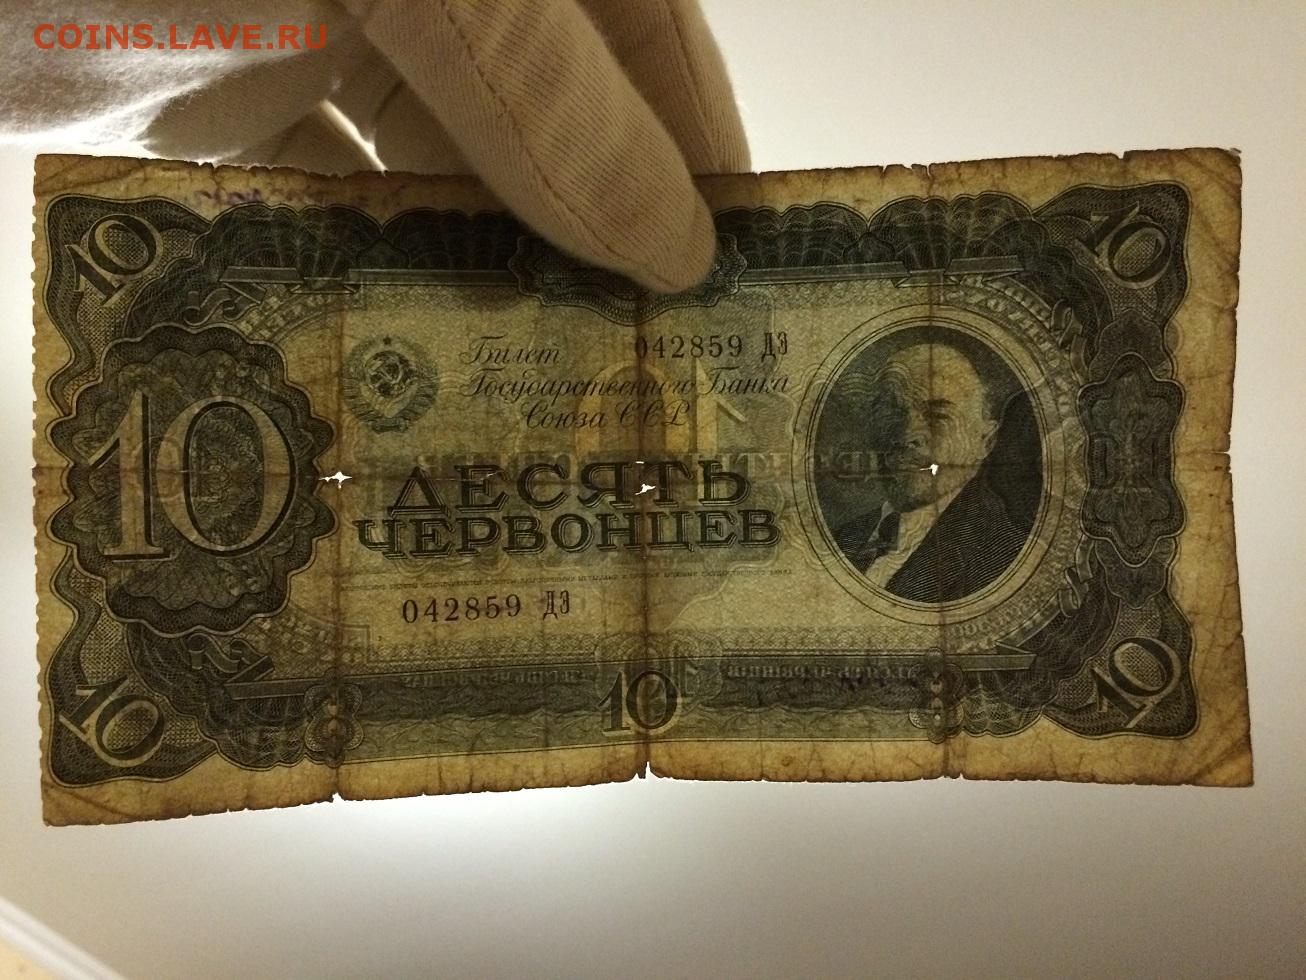 COINS.LAVE.RU
10
10
Билет 042859 ДЭ
Государственного Банка
Союза ССР
10
ДЕСЯТЬ
ЧЕРВОНЦЕВ
042859 ДЭ
10
10
10